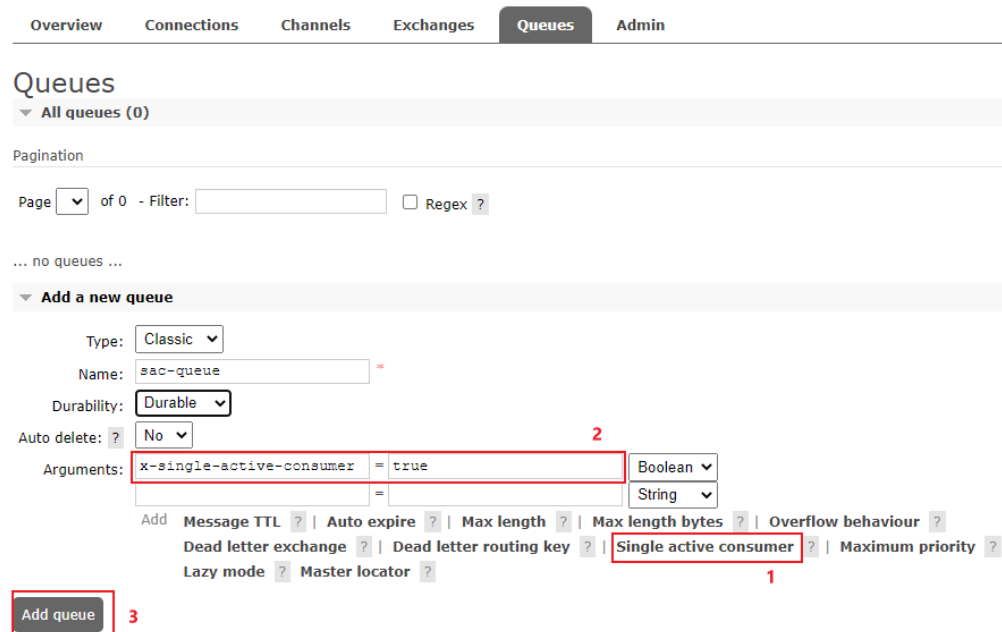 Overview Connections Channels Exchanges Queues Admin
Queues
All queues (0)
Pagination
Page of 0 - Filter: Regex ?
... no queues ...
Add a new queue
Type: Classic
Name: sac-queue *
Durability: Durable
Auto delete: ? No
2
Arguments: x-single-active-consumer = true Boolean
= String
Add Message TTL ? | Auto expire ? | Max length ? | Max length bytes ? | Overflow behaviour ?
Dead letter exchange ? | Dead letter routing key ? | Single active consumer ? | Maximum priority ?
Lazy mode ? Master locator ?
1
Add queue 3